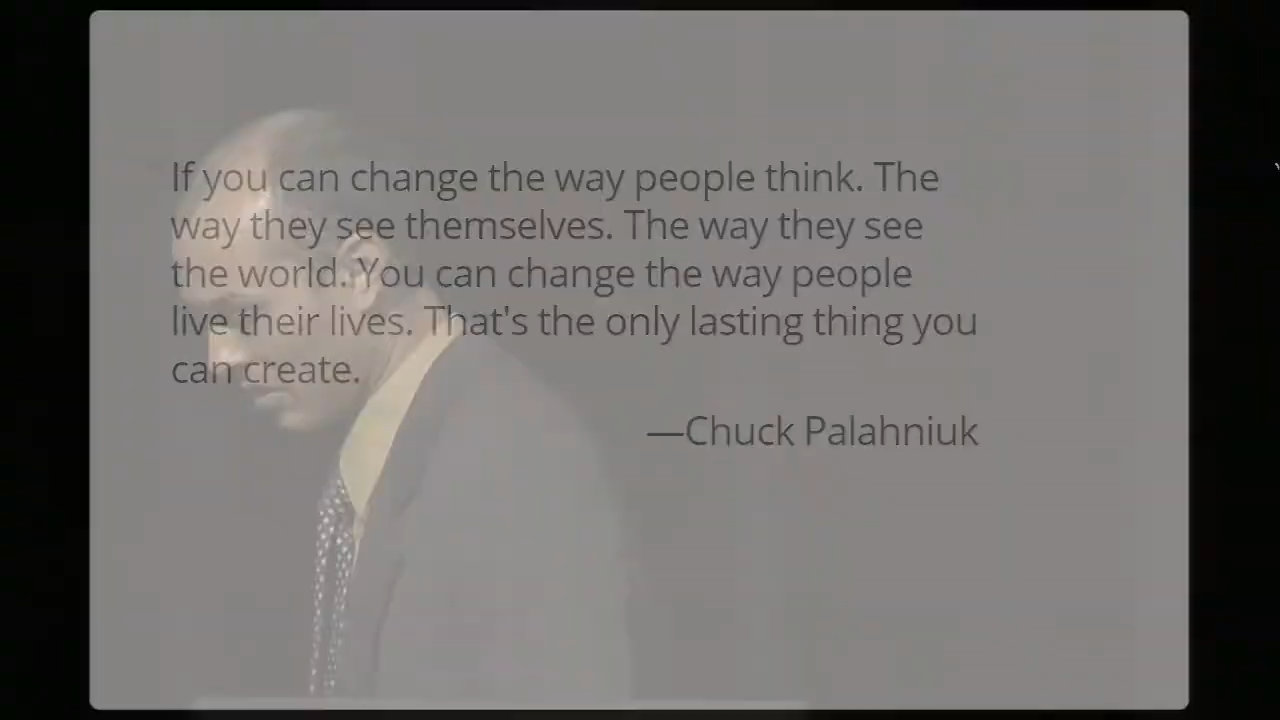 If you can change the way people think. The
way they see themselves. The way they see
the world. You can change the way people
live their lives. That's the only lasting thing you
can create.
—Chuck Palahniuk